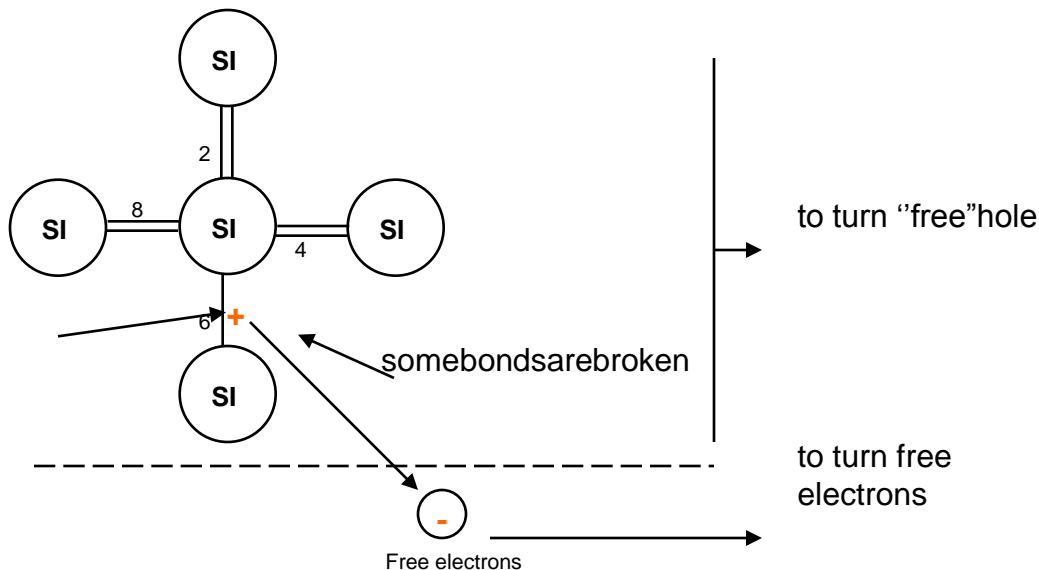 SI
2
SI
8
SI
4
SI
to turn ‘‘free”hole
6
+
somebondsarebroken
SI
to turn free
electrons
-
Free electrons